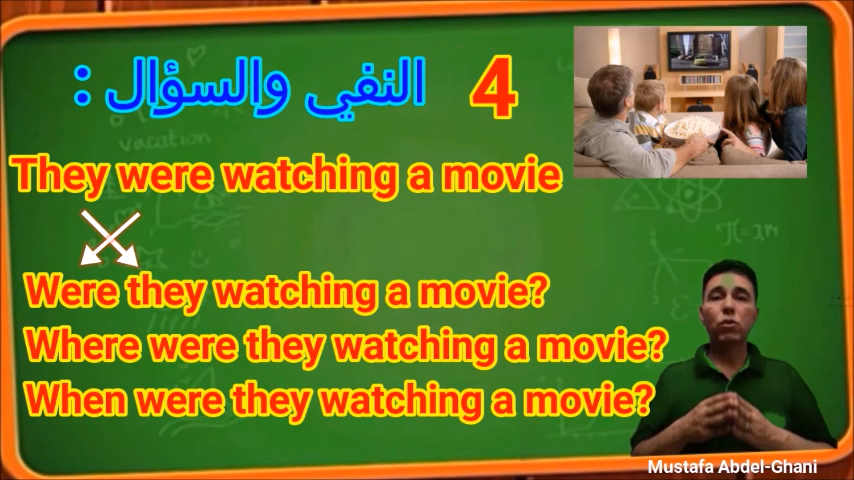 4 النفي والسؤال :
They were watching a movie
Were they watching a movie?
Where were they watching a movie?
When were they watching a movie?
Mustafa Abdel-Ghani
vacation